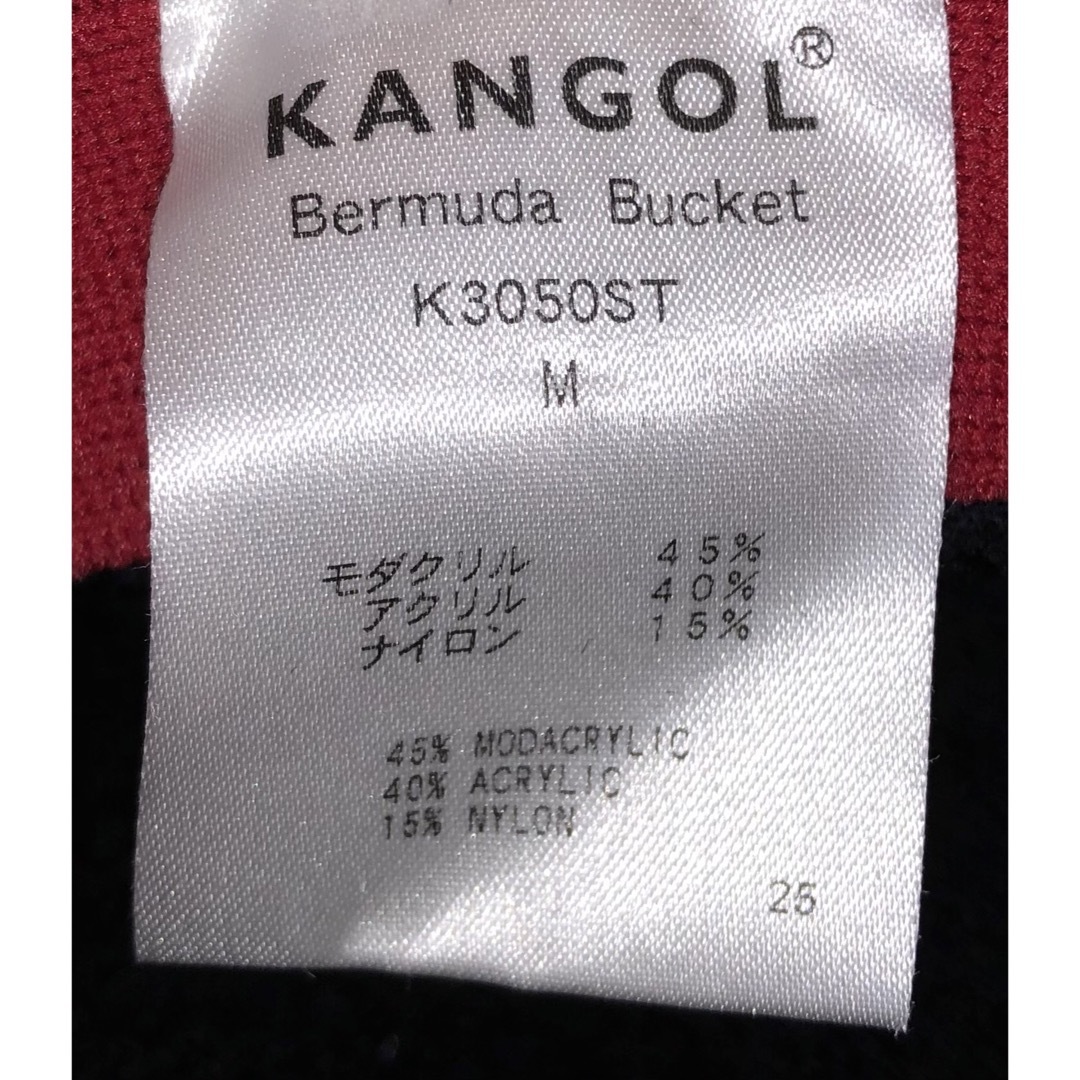 KANGOL®
Bermuda Bucket
K3050ST
M
モダクリル 45%
アクリル 40%
ナイロン 15%
45% MODACRYLIC
40% ACRYLIC
15% NYLON
25